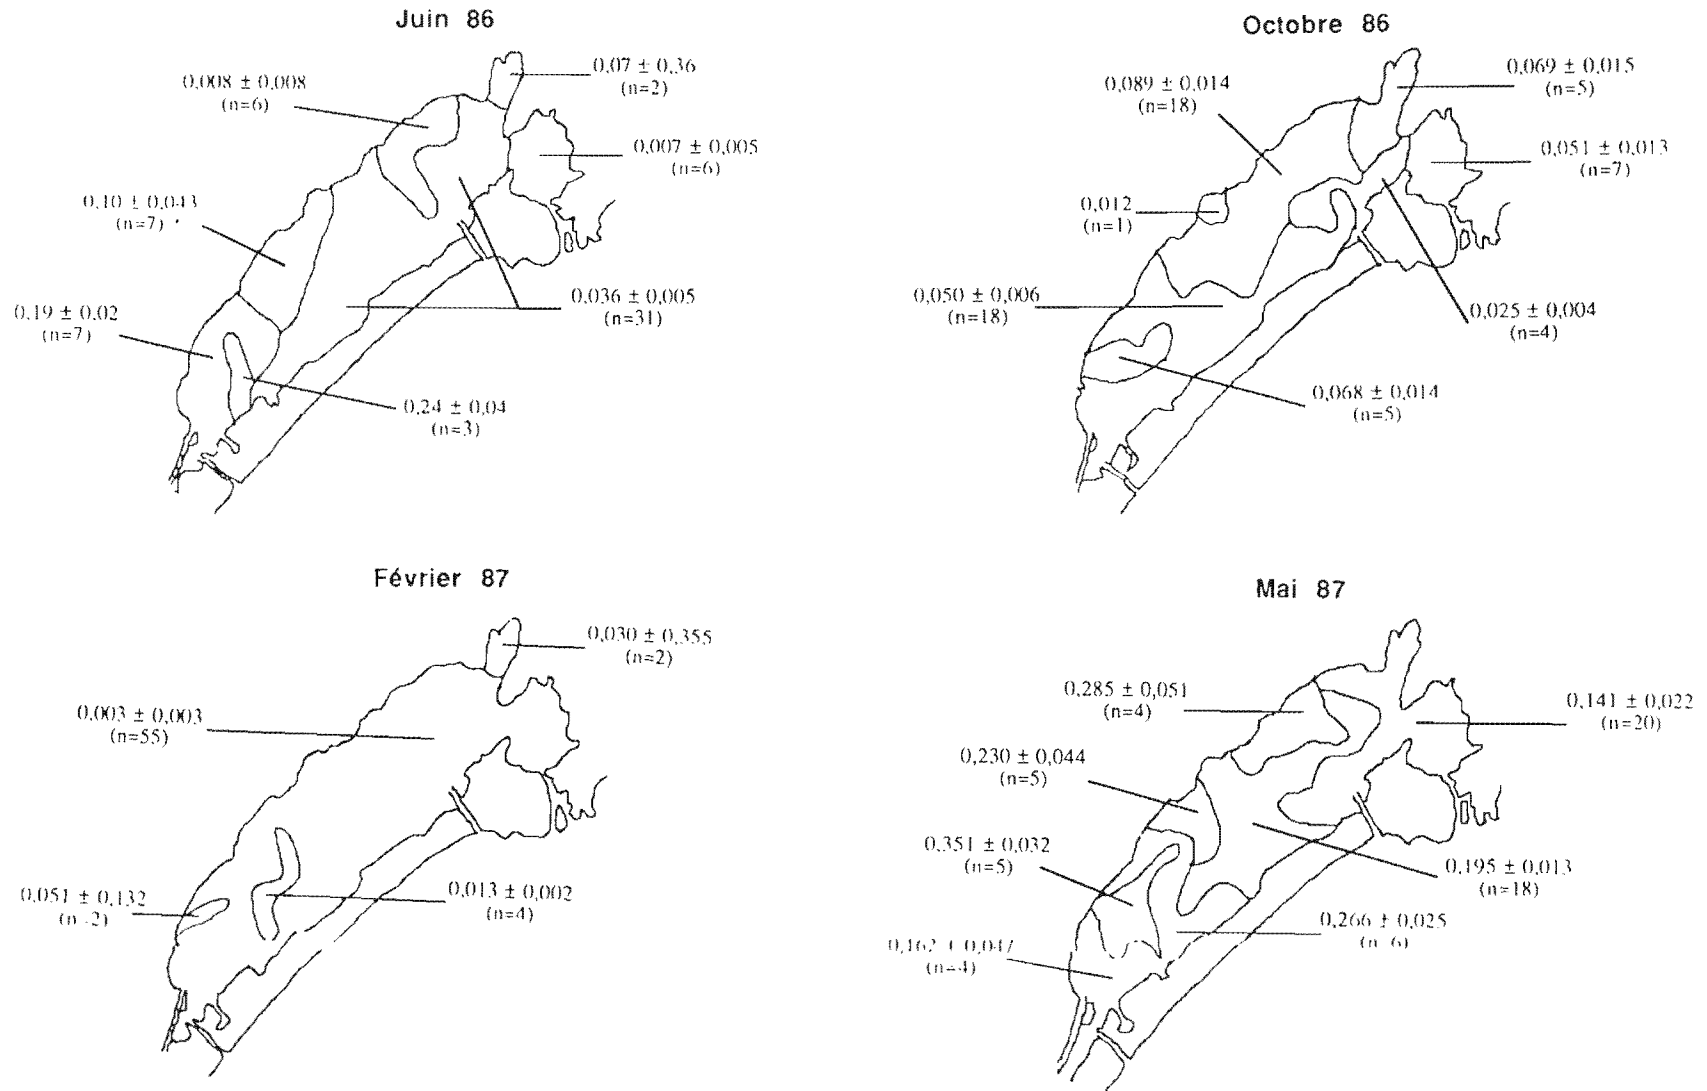 Juin 86
0,008 ± 0,008
(n=6)
0,07 ± 0,36
(n=2)
0,007 ± 0,005
(n=6)
0,10 ± 0,043
(n=7)
0,19 ± 0,02
(n=7)
0,036 ± 0,005
(n=31)
0,24 ± 0,04
(n=3)
Octobre 86
0,089 ± 0,014
(n=18)
0,069 ± 0,015
(n=5)
0,051 ± 0,013
(n=7)
0,012
(n=1)
0,050 ± 0,006
(n=18)
0,025 ± 0,004
(n=4)
0,068 ± 0,014
(n=5)
Février 87
0,030 ± 0,355
(n=2)
0,003 ± 0,003
(n=55)
0,051 ± 0,132
(n=2)
0,013 ± 0,002
(n=4)
Mai 87
0,285 ± 0,051
(n=4)
0,141 ± 0,022
(n=20)
0,230 ± 0,044
(n=5)
0,351 ± 0,032
(n=5)
0,195 ± 0,013
(n=18)
0,266 ± 0,025
(n=6)
0,162 ± 0,047
(n=4)